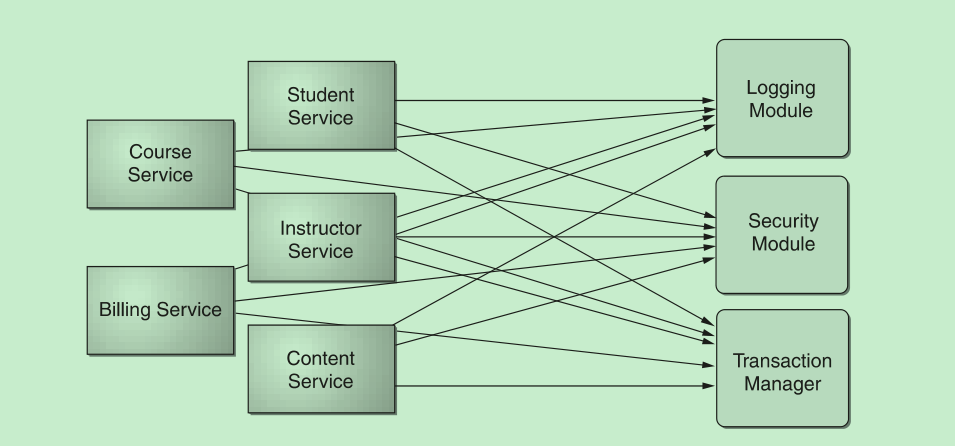 Student
Service
Logging
Module
Course
Service
Instructor
Service
Security
Module
Billing Service
Content
Service
Transaction
Manager